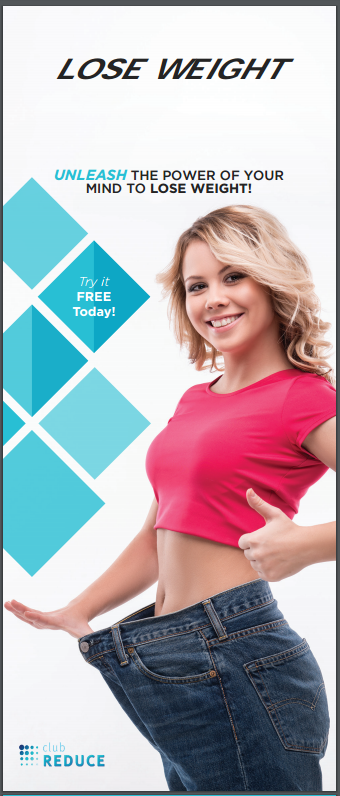 LOSE WEIGHT
UNLEASH THE POWER OF YOUR
MIND TO LOSE WEIGHT!
Try it
FREE
Today!
club
REDUCE